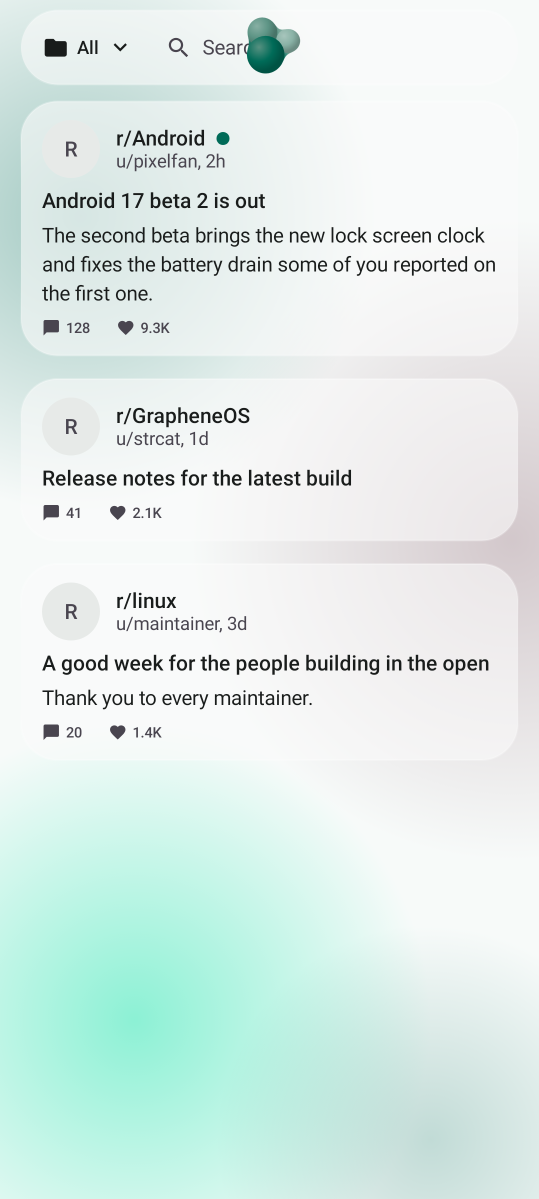 All
r/Android
R
u/pixelfan, 2h
Android 17 beta 2 is out
The second beta brings the new lock screen clock
and fixes the battery drain some of you reported on
the first one.
128 9.3K
r/GrapheneOS
R
u/strcat, 1d
Release notes for the latest build
41 2.1K
r/linux
R
u/maintainer, 3d
A good week for the people building in the open
Thank you to every maintainer.
20 1.4K